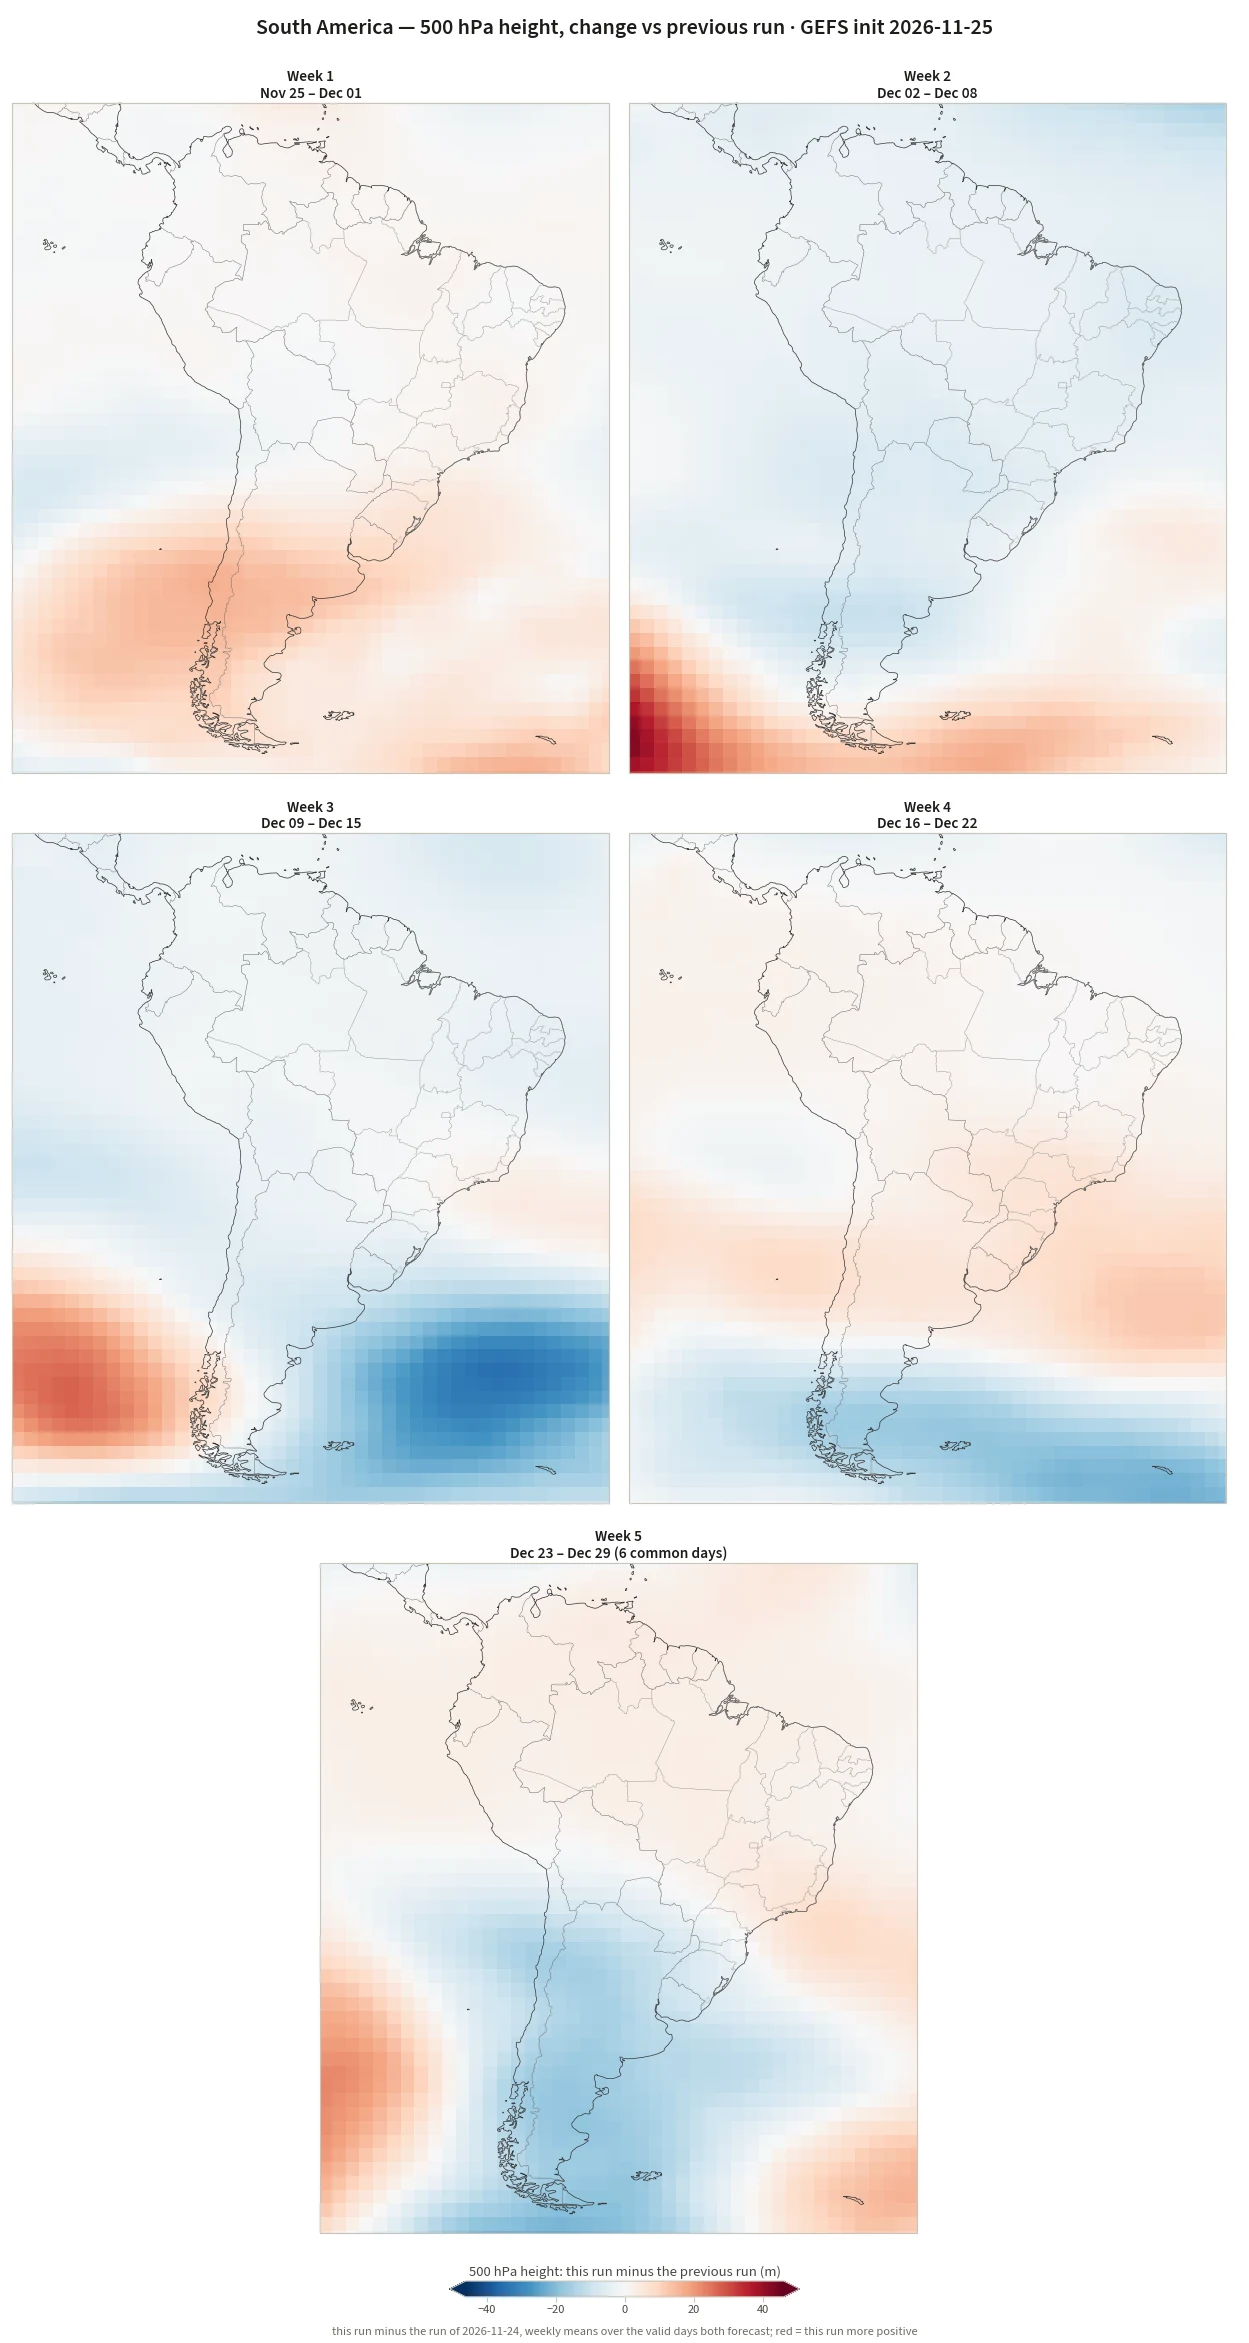 South America — 500 hPa height, change vs previous run · GEFS init 2026-11-25
Week 1
Nov 25 – Dec 01
Week 2
Dec 02 – Dec 08
Week 3
Dec 09 – Dec 15
Week 4
Dec 16 – Dec 22
Week 5
Dec 23 – Dec 29 (6 common days)
500 hPa height: this run minus the previous run (m)
−40 −20 0 20 40
this run minus the run of 2026-11-24, weekly means over the valid days both forecast; red = this run more positive